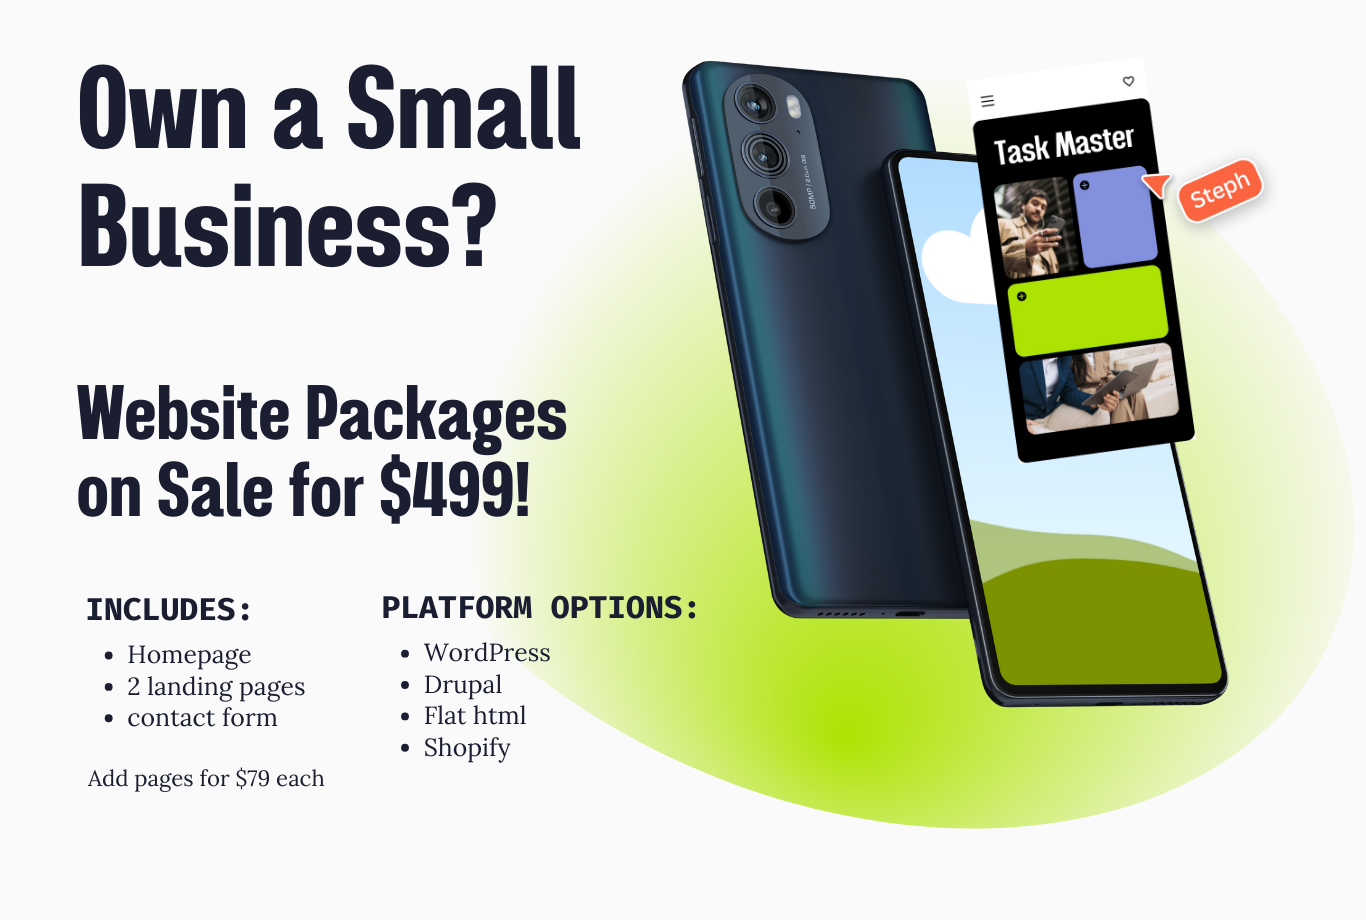 Own a Small
Business?
Website Packages
on Sale for $499!
INCLUDES:
• Homepage
• 2 landing pages
• contact form
Add pages for $79 each
PLATFORM OPTIONS:
• WordPress
• Drupal
• Flat html
• Shopify
Task Master
Steph